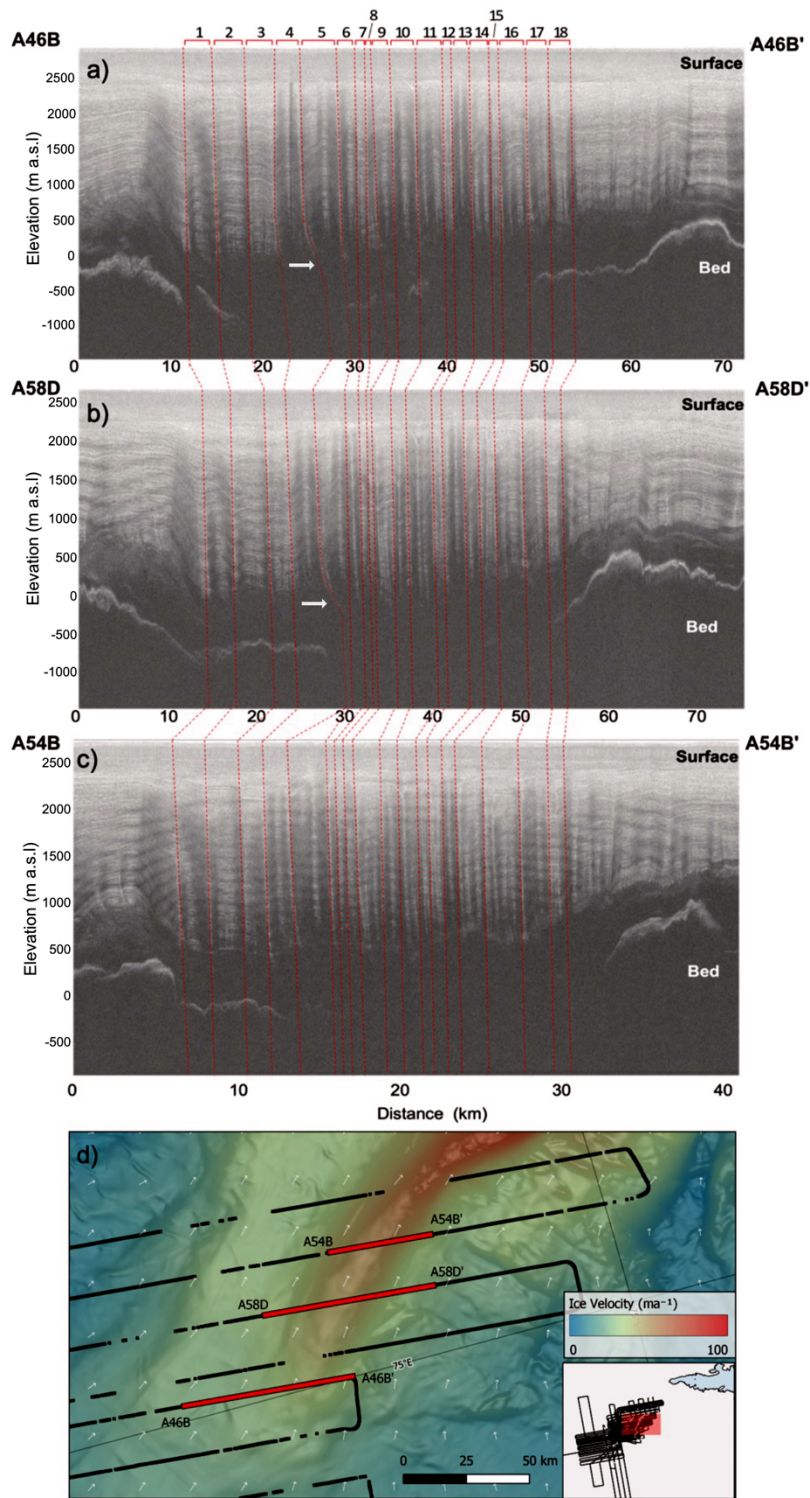 8 15
1 2 3 4 5 6 7 9 10 11 12 13 14 16 17 18
A46B A46B'
a) Surface
2500
2000
1500
1000
500
0
-500
-1000
Elevation (m a.s.l)
Bed
0 10 20 30 40 50 60 70
A58D A58D'
b) Surface
2500
2000
1500
1000
500
0
-500
-1000
Elevation (m a.s.l)
Bed
0 10 20 30 40 50 60 70
A54B A54B'
c) Surface
2500
2000
1500
1000
500
0
-500
Elevation (m a.s.l)
Bed
0 10 20 30 40
Distance (km)
d)
A54B A54B'
A58D A58D'
75°E
A46B A46B'
Ice Velocity (ma⁻¹)
0 100
0 25 50 km